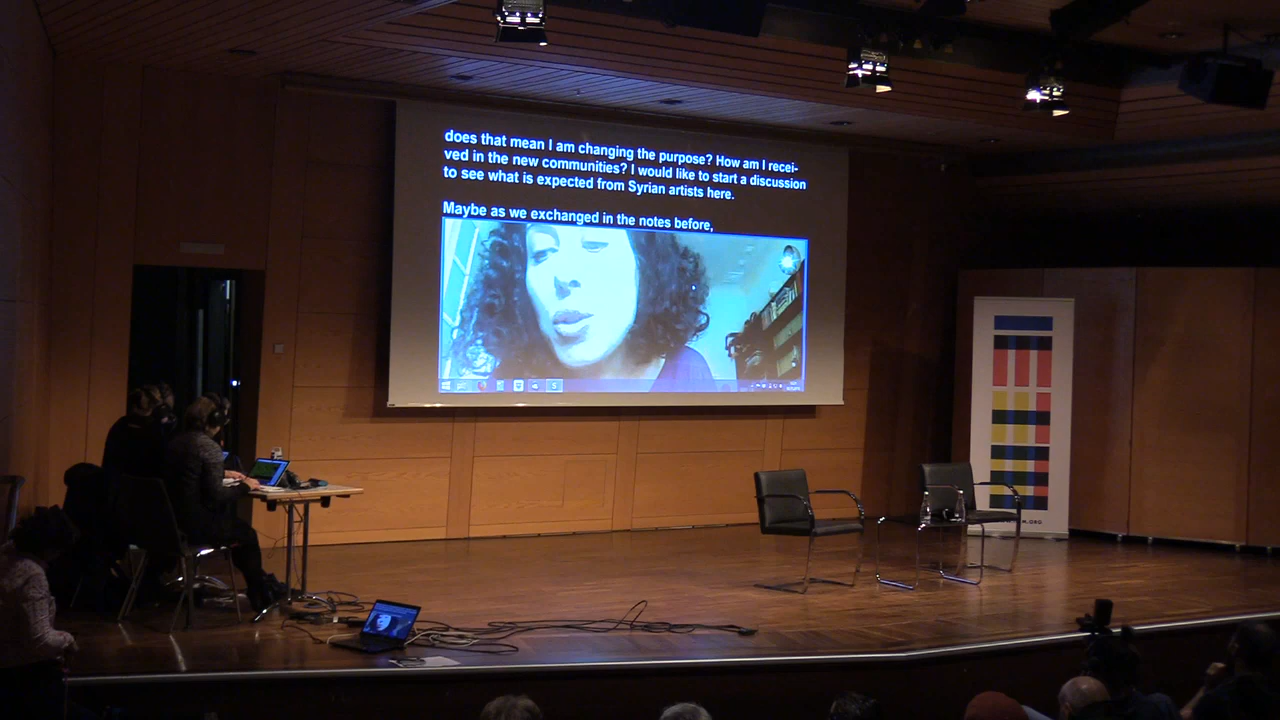 does that mean I am changing the purpose? How am I recei-
ved in the new communities? I would like to start a discussion
to see what is expected from Syrian artists here.
Maybe as we exchanged in the notes before,